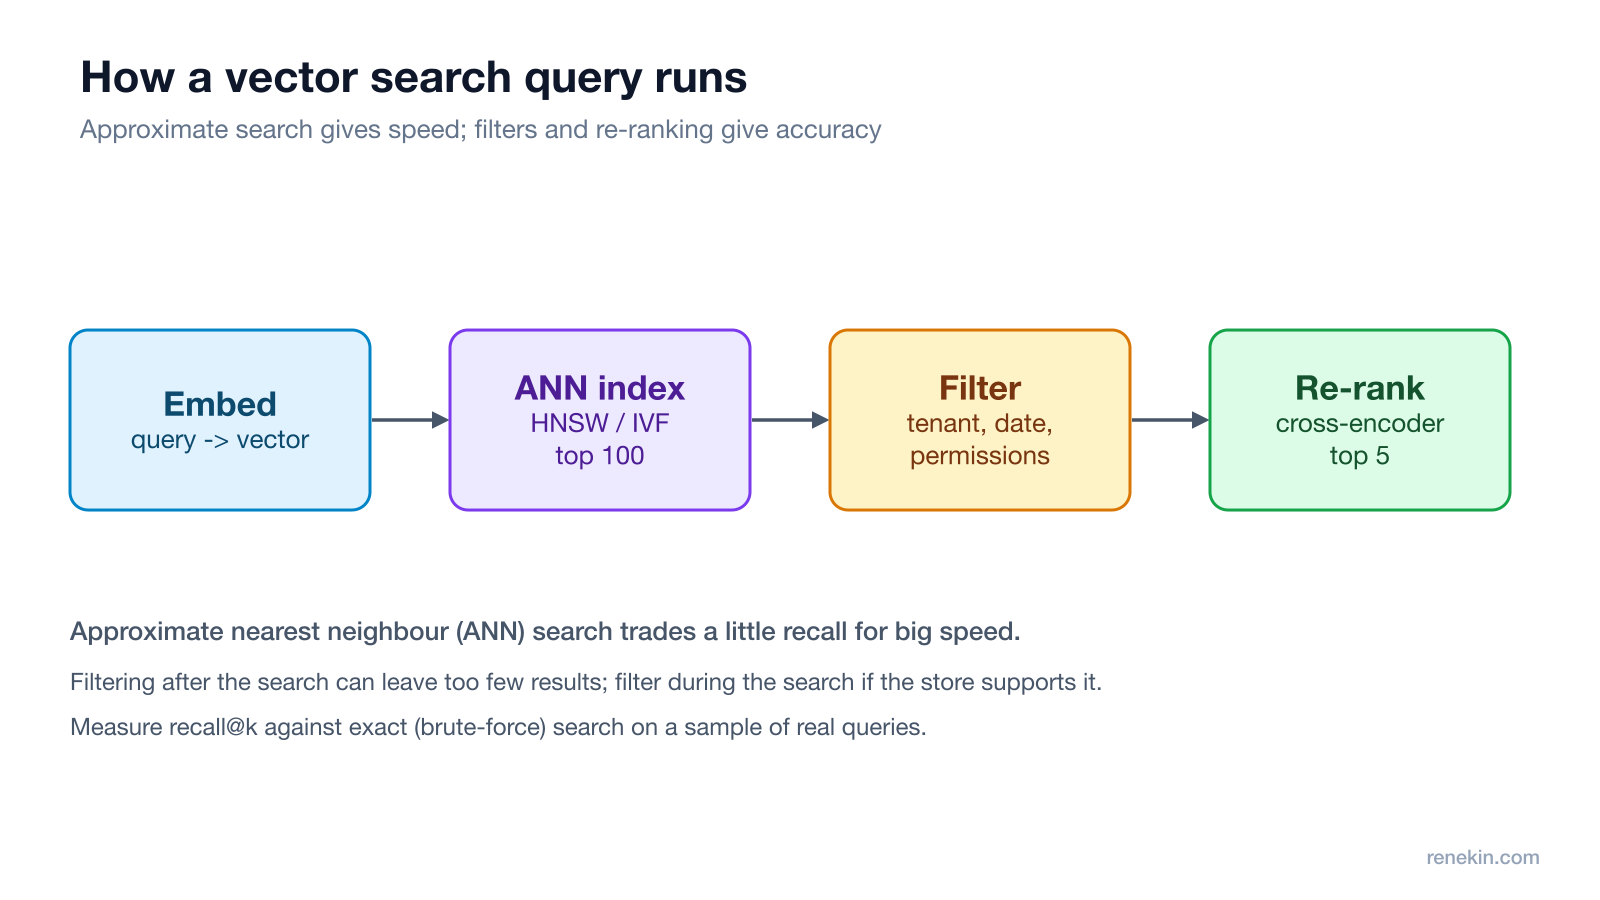 How a vector search query runs
Approximate search gives speed; filters and re-ranking give accuracy
Embed
query -> vector
ANN index
HNSW / IVF
top 100
Filter
tenant, date,
permissions
Re-rank
cross-encoder
top 5
Approximate nearest neighbour (ANN) search trades a little recall for big speed.
Filtering after the search can leave too few results; filter during the search if the store supports it.
Measure recall@k against exact (brute-force) search on a sample of real queries.
renekin.com